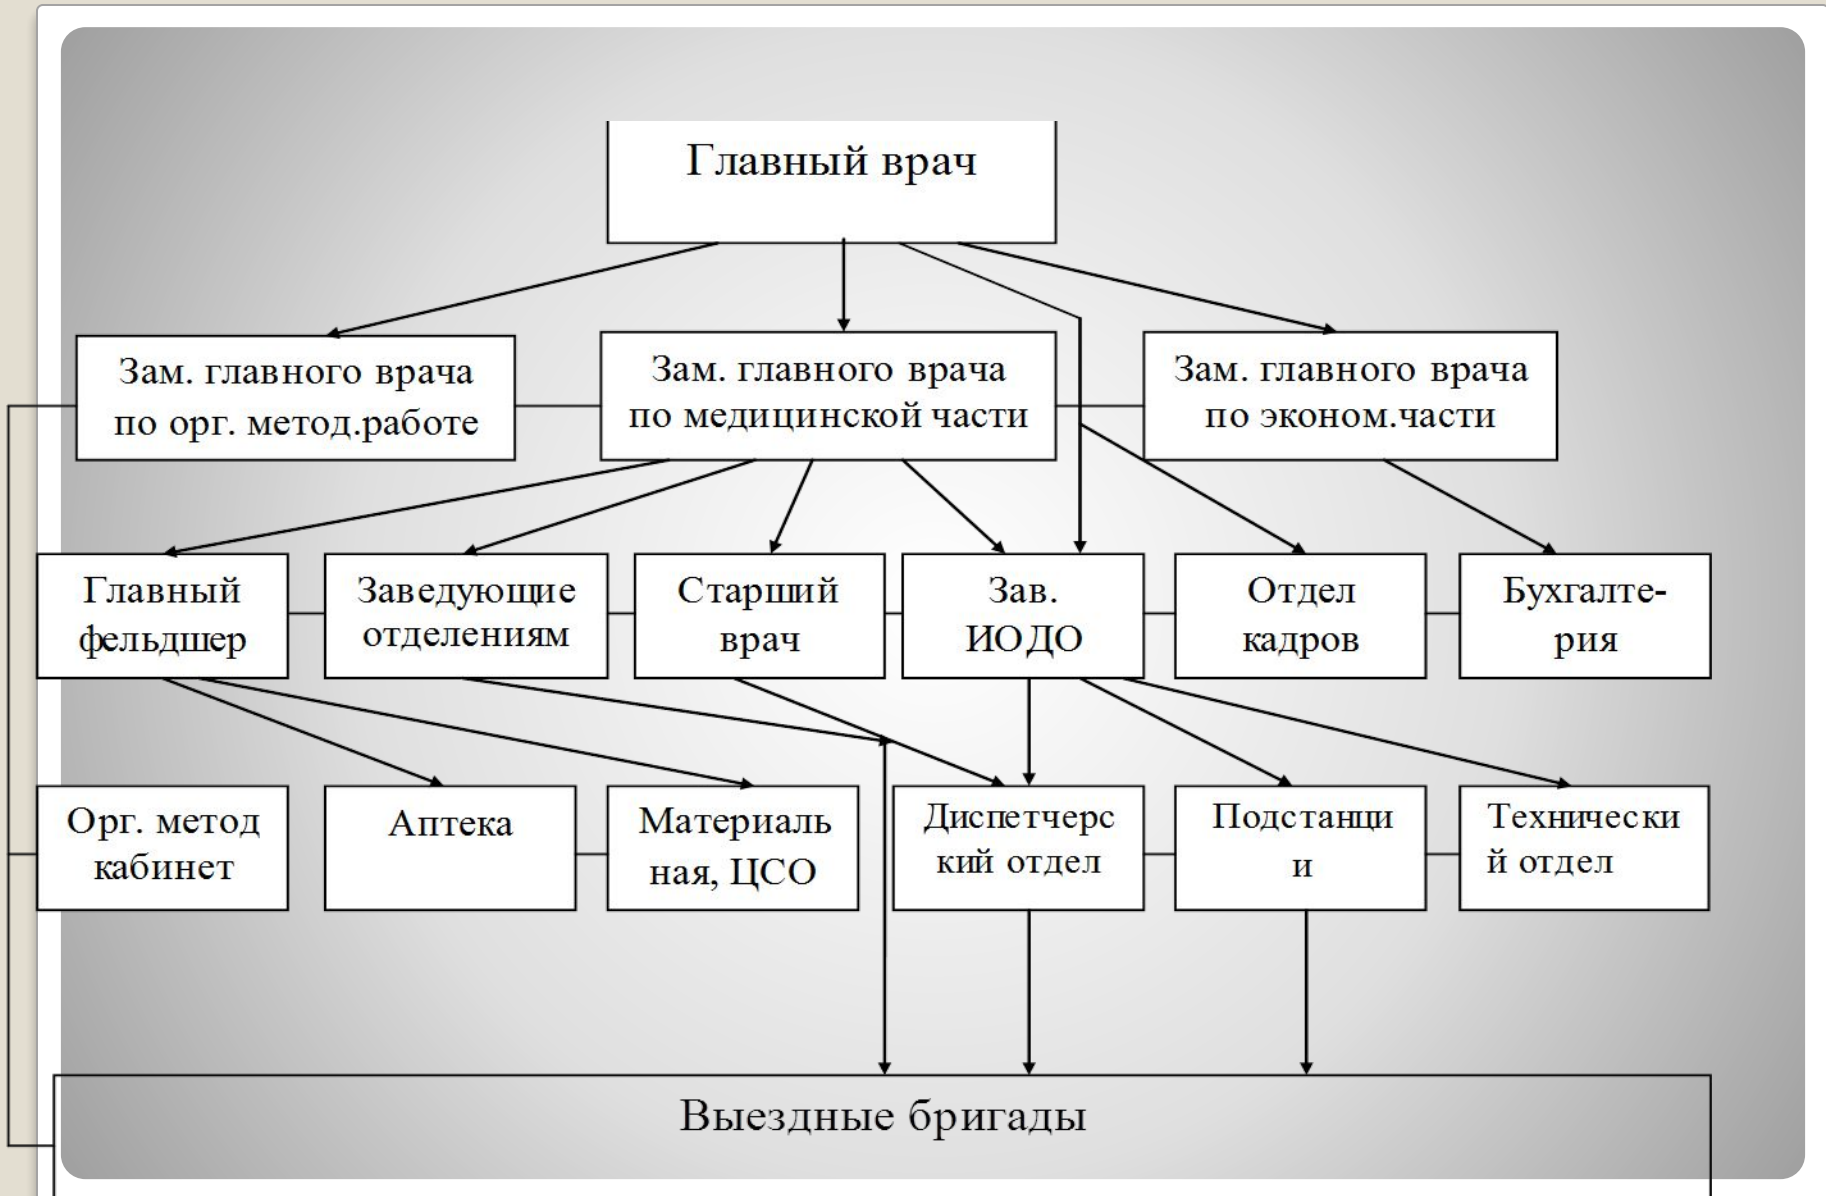 Главный врач
Зам. главного врача
по орг. метод.работе
Зам. главного врача
по медицинской части
Зам. главного врача
по эконом.части
Главный
фельдшер
Заведующие
отделениям
Старший
врач
Зав.
ИОДО
Отдел
кадров
Бухгалте-
рия
Орг. метод
кабинет
Аптека
Материаль
ная, ЦСО
Диспетчерс
кий отдел
Подстанци
и
Технически
й отдел
Выездные бригады